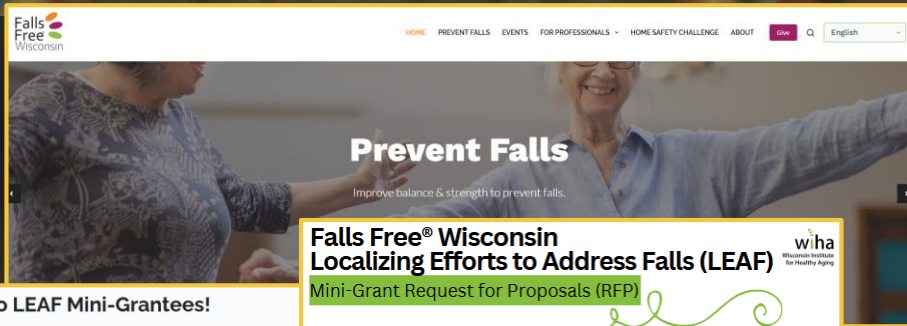 Falls
Free
Wisconsin
HOME PREVENT FALLS EVENTS FOR PROFESSIONALS HOME SAFETY CHALLENGE ABOUT Give English
Prevent Falls
Improve balance & strength to prevent falls.
Falls Free® Wisconsin
Localizing Efforts to Address Falls (LEAF)
Mini-Grant Request for Proposals (RFP)
wiha
Wisconsin Institute
for Healthy Aging
o LEAF Mini-Grantees!